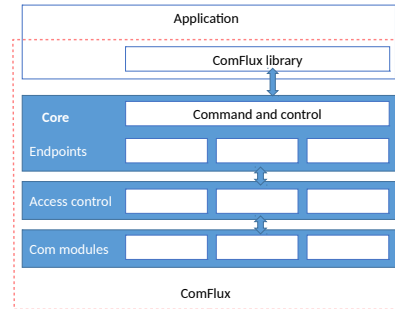 Application
ComFlux library
Core
Command and control
Endpoints
Access control
Com modules
ComFlux